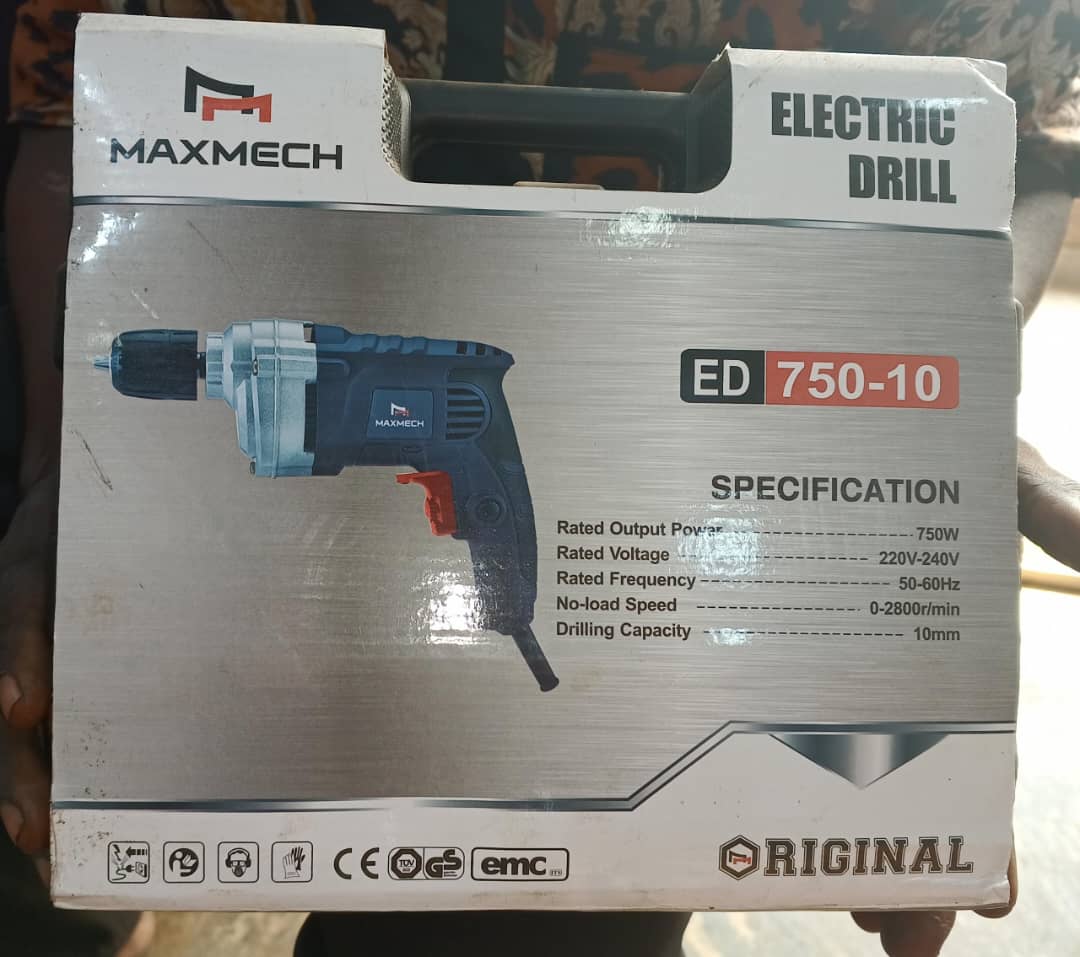 MAXMECH
ELECTRIC
DRILL
MAXMECH
ED 750-10
SPECIFICATION
Rated Output Power 750W
Rated Voltage 220V-240V
Rated Frequency 50-60Hz
No-load Speed 0-2800r/min
Drilling Capacity 10mm
CE TÜV GS emc
ORIGINAL